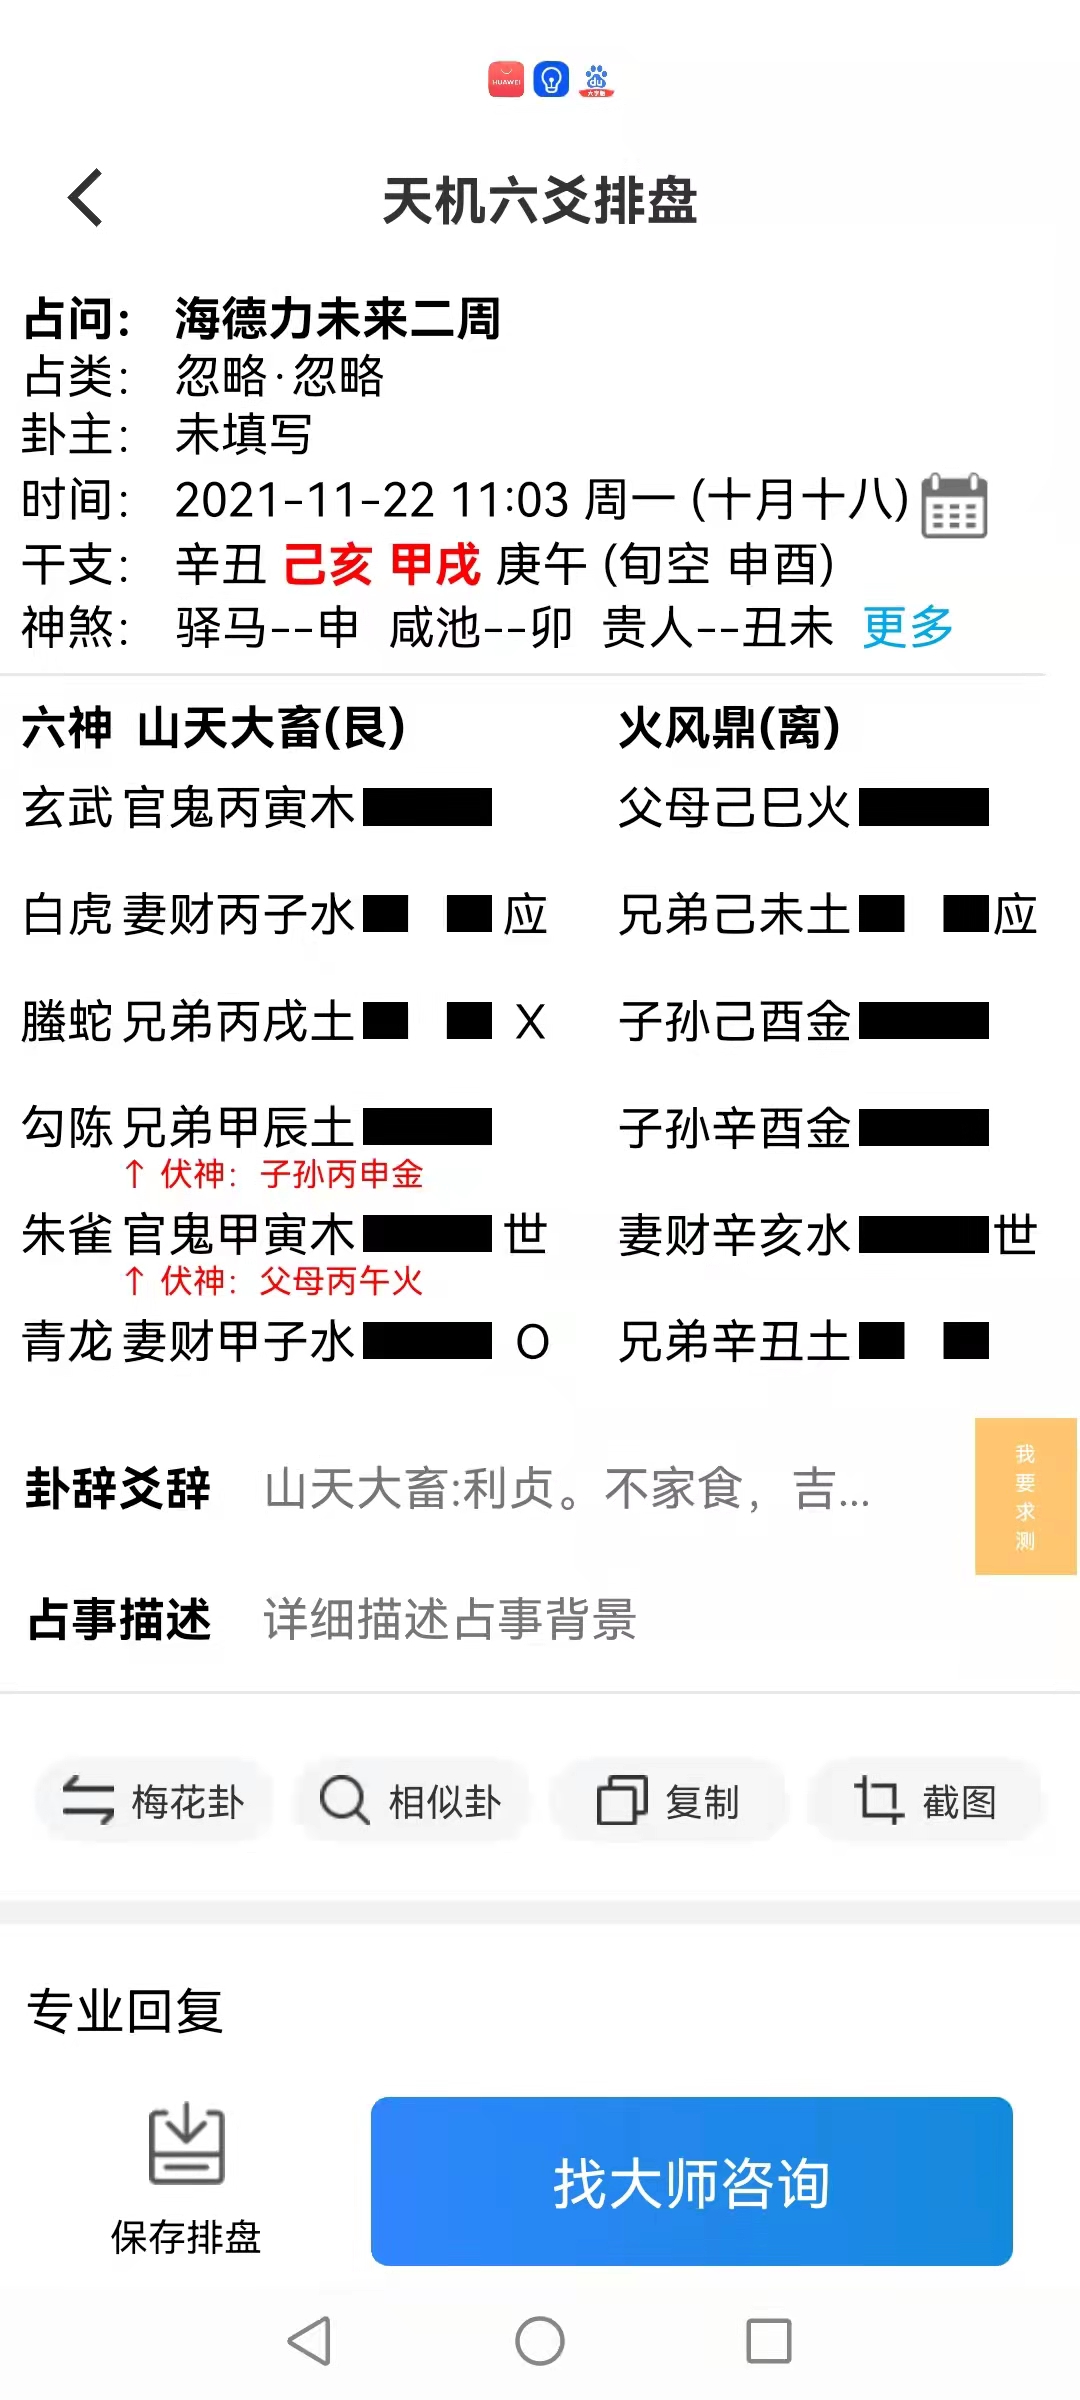 HUAWEI
du
天机六爻排盘
占问： 海德力未来二周
占类： 忽略·忽略
卦主： 未填写
时间： 2021-11-22 11:03 周一 (十月十八)
干支： 辛丑 己亥 甲戌 庚午 (旬空 申酉)
神煞： 驿马--申 咸池--卯 贵人--丑未 更多
六神 山天大畜(艮) 火风鼎(离)
玄武 官鬼丙寅木 父母己巳火
白虎 妻财丙子水 应 兄弟己未土 应
螣蛇 兄弟丙戌土 X 子孙己酉金
勾陈 兄弟甲辰土 子孙辛酉金
↑ 伏神：子孙丙申金
朱雀 官鬼甲寅木 世 妻财辛亥水 世
↑ 伏神：父母丙午火
青龙 妻财甲子水 O 兄弟辛丑土
卦辞爻辞 山天大畜:利贞。不家食，吉...
我要求测
占事描述 详细描述占事背景
梅花卦 相似卦 复制 截图
专业回复
找大师咨询
保存排盘